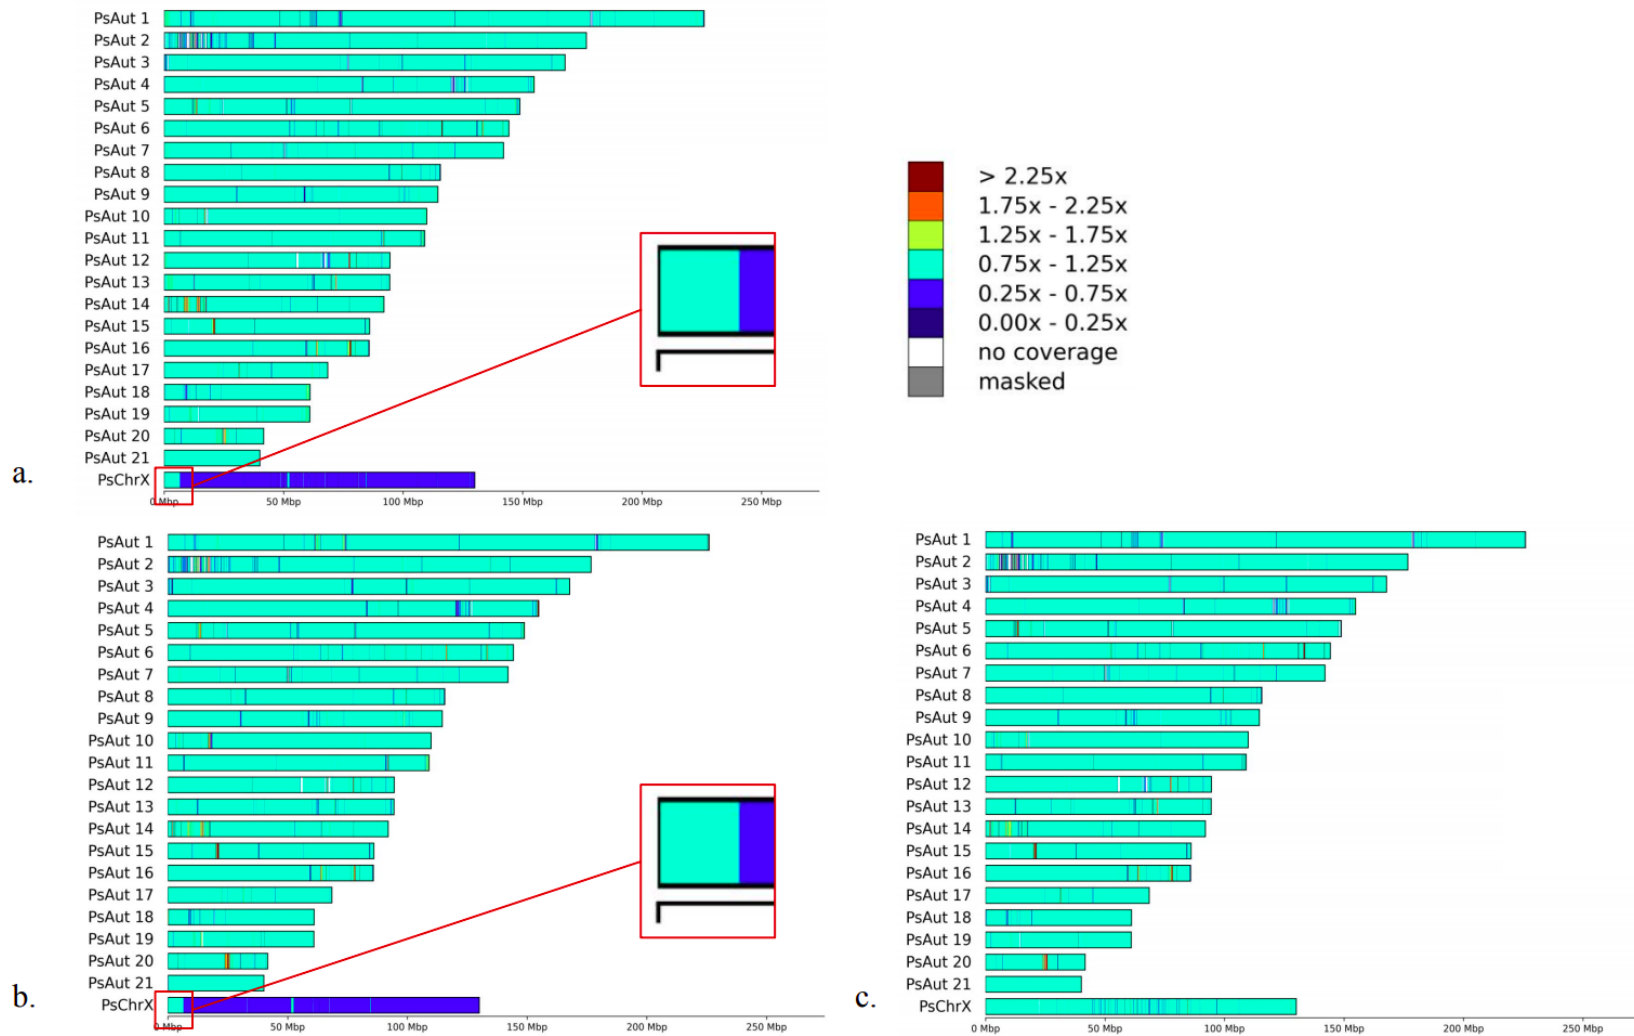 PsAut 1
PsAut 2
PsAut 3
PsAut 4
PsAut 5
PsAut 6
PsAut 7
PsAut 8
PsAut 9
PsAut 10
PsAut 11
PsAut 12
PsAut 13
PsAut 14
PsAut 15
PsAut 16
PsAut 17
PsAut 18
PsAut 19
PsAut 20
PsAut 21
PsChrX
0 Mbp 50 Mbp 100 Mbp 150 Mbp 200 Mbp 250 Mbp
a.
> 2.25x
1.75x - 2.25x
1.25x - 1.75x
0.75x - 1.25x
0.25x - 0.75x
0.00x - 0.25x
no coverage
masked
PsAut 1
PsAut 2
PsAut 3
PsAut 4
PsAut 5
PsAut 6
PsAut 7
PsAut 8
PsAut 9
PsAut 10
PsAut 11
PsAut 12
PsAut 13
PsAut 14
PsAut 15
PsAut 16
PsAut 17
PsAut 18
PsAut 19
PsAut 20
PsAut 21
PsChrX
0 Mbp 50 Mbp 100 Mbp 150 Mbp 200 Mbp 250 Mbp
b.
PsAut 1
PsAut 2
PsAut 3
PsAut 4
PsAut 5
PsAut 6
PsAut 7
PsAut 8
PsAut 9
PsAut 10
PsAut 11
PsAut 12
PsAut 13
PsAut 14
PsAut 15
PsAut 16
PsAut 17
PsAut 18
PsAut 19
PsAut 20
PsAut 21
PsChrX
0 Mbp 50 Mbp 100 Mbp 150 Mbp 200 Mbp 250 Mbp
c.